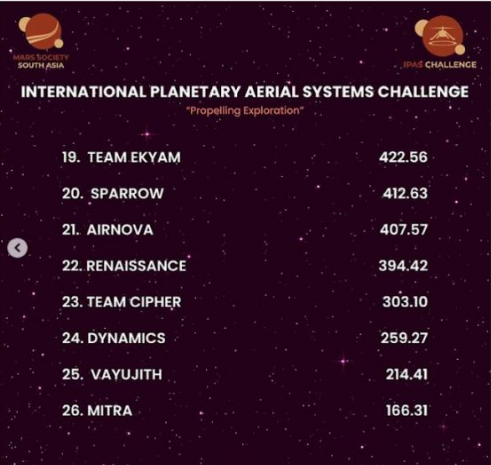 MARS SOCIETY
SOUTH ASIA
IPAS CHALLENGE
INTERNATIONAL PLANETARY AERIAL SYSTEMS CHALLENGE
"Propelling Exploration"
19. TEAM EKYAM 422.56
20. SPARROW 412.63
21. AIRNOVA 407.57
22. RENAISSANCE 394.42
23. TEAM CIPHER 303.10
24. DYNAMICS 259.27
25. VAYUJITH 214.41
26. MITRA 166.31